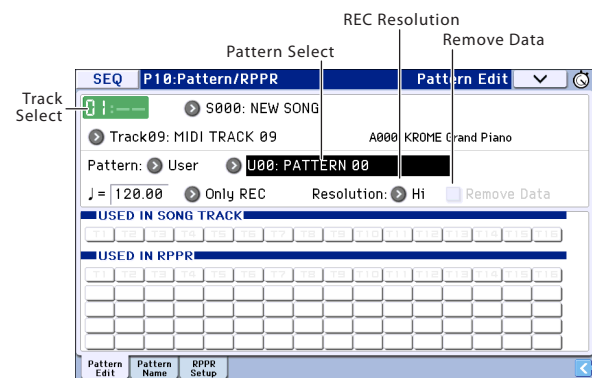 REC Resolution
Pattern Select
Remove Data
SEQ P10:Pattern/RPPR Pattern Edit
Track Select
01:-- S000: NEW SONG
Track09: MIDI TRACK 09 A000 KROME Grand Piano
Pattern: User U00: PATTERN 00
♩= 120.00 Only REC Resolution: Hi Remove Data
USED IN SONG TRACK
T1 T2 T3 T4 T5 T6 T7 T8 T9 T10 T11 T12 T13 T14 T15 T16
USED IN RPPR
T1 T2 T3 T4 T5 T6 T7 T8 T9 T10 T11 T12 T13 T14 T15 T16
Pattern Edit Pattern Name RPPR Setup